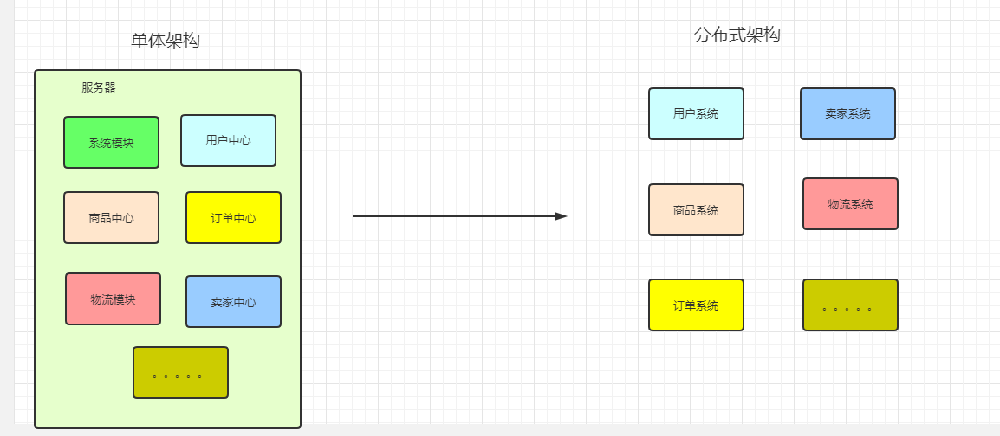 单体架构
服务器
系统模块
用户中心
商品中心
订单中心
物流模块
卖家中心
。。。。。
分布式架构
用户系统
卖家系统
商品系统
物流系统
订单系统
。。。。。